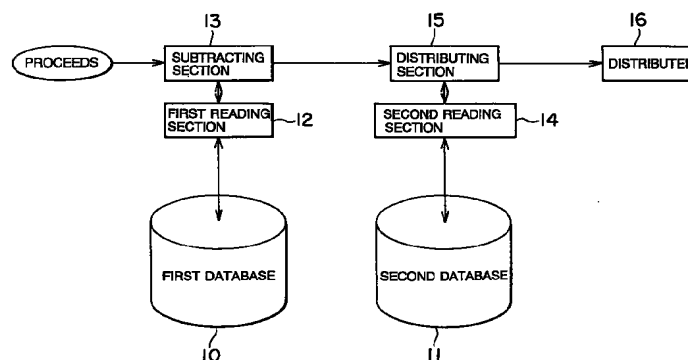 13
15
16
PROCEEDS
SUBTRACTING
SECTION
DISTRIBUTING
SECTION
DISTRIBUTER
FIRST READING
SECTION
12
SECOND READING
SECTION
14
FIRST DATABASE
SECOND DATABASE
10
11